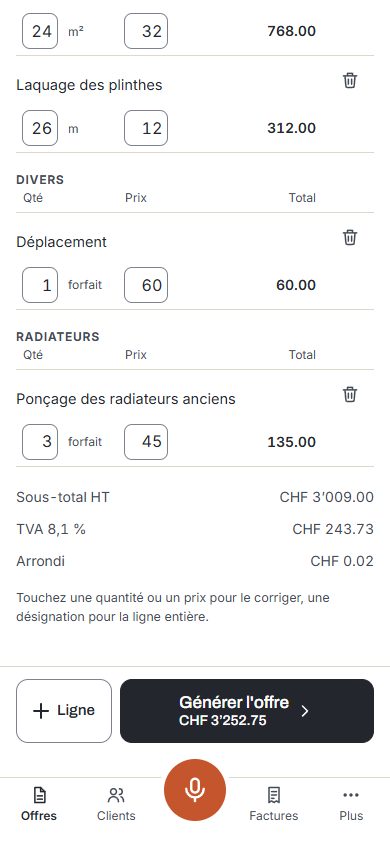 24 m² 32 768.00
Laquage des plinthes
26 m 12 312.00
DIVERS
Qté Prix Total
Déplacement
1 forfait 60 60.00
RADIATEURS
Qté Prix Total
Ponçage des radiateurs anciens
3 forfait 45 135.00
Sous-total HT CHF 3’009.00
TVA 8,1 % CHF 243.73
Arrondi CHF 0.02
Touchez une quantité ou un prix pour le corriger, une
désignation pour la ligne entière.
Ligne
Générer l'offre
CHF 3’252.75
Offres Clients Factures Plus